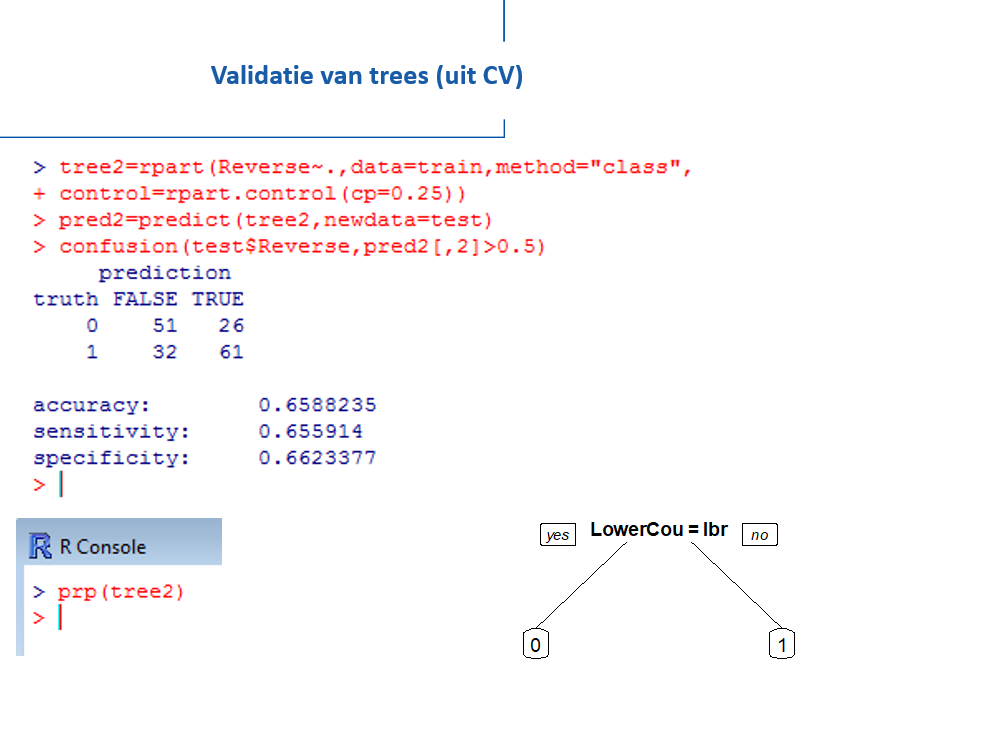 Validatie van trees (uit CV)
> tree2=rpart(Reverse~.,data=train,method="class",
+ control=rpart.control(cp=0.25))
> pred2=predict(tree2,newdata=test)
> confusion(test$Reverse,pred2[,2]>0.5)
prediction
truth FALSE TRUE
0 51 26
1 32 61
accuracy: 0.6588235
sensitivity: 0.655914
specificity: 0.6623377
>
R Console
> prp(tree2)
>
yes LowerCou = lbr no
0 1